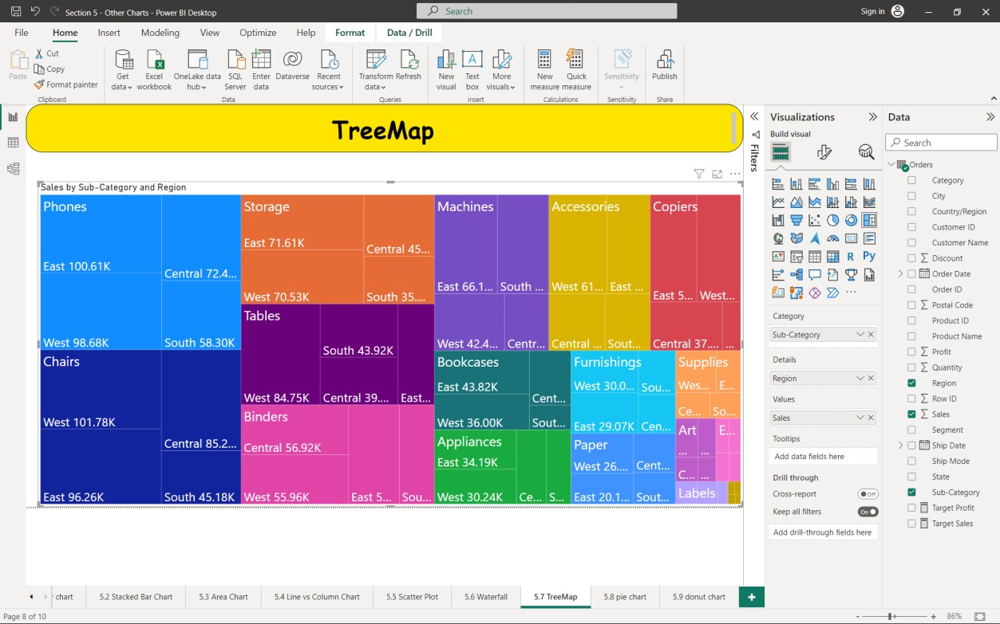 Section 5 - Other Charts - Power BI Desktop
Search
Sign in
File Home Insert Modeling View Optimize Help Format Data / Drill
Paste
Cut
Copy
Format painter
Clipboard
Get data
Excel workbook
OneLake data hub
SQL Server
Enter data
Dataverse
Recent sources
Data
Transform data
Refresh
Queries
New visual
Text box
More visuals
Insert
New measure
Quick measure
Calculations
Sensitivity
Sensitivity
Publish
Share
TreeMap
Sales by Sub-Category and Region
Phones
East 100.61K
Central 72.4...
West 98.68K
South 58.30K
Chairs
West 101.78K
Central 85.2...
East 96.26K
South 45.18K
Storage
East 71.61K
Central 45...
West 70.53K
South 35....
Tables
South 43.92K
West 84.75K
Central 39....
East...
Binders
Central 56.92K
West 55.96K
East 5...
Sou...
Machines
East 66.1...
South ...
West 42.4...
Centr...
Accessories
West 61...
East ...
Central ...
Sout...
Copiers
East 5...
West...
Central 37....
...
Bookcases
East 43.82K
Cent...
West 36.00K
Sout...
Appliances
East 34.19K
West 30.24K
Ce...
S...
Furnishings
West 30.0...
Sou...
East 29.07K
Cen...
Paper
West 26....
Cent...
East 20.1...
Sout...
Supplies
Wes...
E...
Ce...
So...
Art
...
...
C...
...
E...
Labels
Filters
Visualizations
Build visual
R
Py
Category
Sub-Category
Details
Region
Values
Sales
Tooltips
Add data fields here
Drill through
Cross-report
Off
Keep all filters
On
Add drill-through fields here
Data
Search
Orders
Category
City
Country/Region
Customer ID
Customer Name
Discount
Order Date
Order ID
Postal Code
Product ID
Product Name
Profit
Quantity
Region
Row ID
Sales
Segment
Ship Date
Ship Mode
State
Sub-Category
Target Profit
Target Sales
chart
5.2 Stacked Bar Chart
5.3 Area Chart
5.4 Line vs Column Chart
5.5 Scatter Plot
5.6 Waterfall
5.7 TreeMap
5.8 pie chart
5.9 donut chart
+
Page 8 of 10
- + 86%